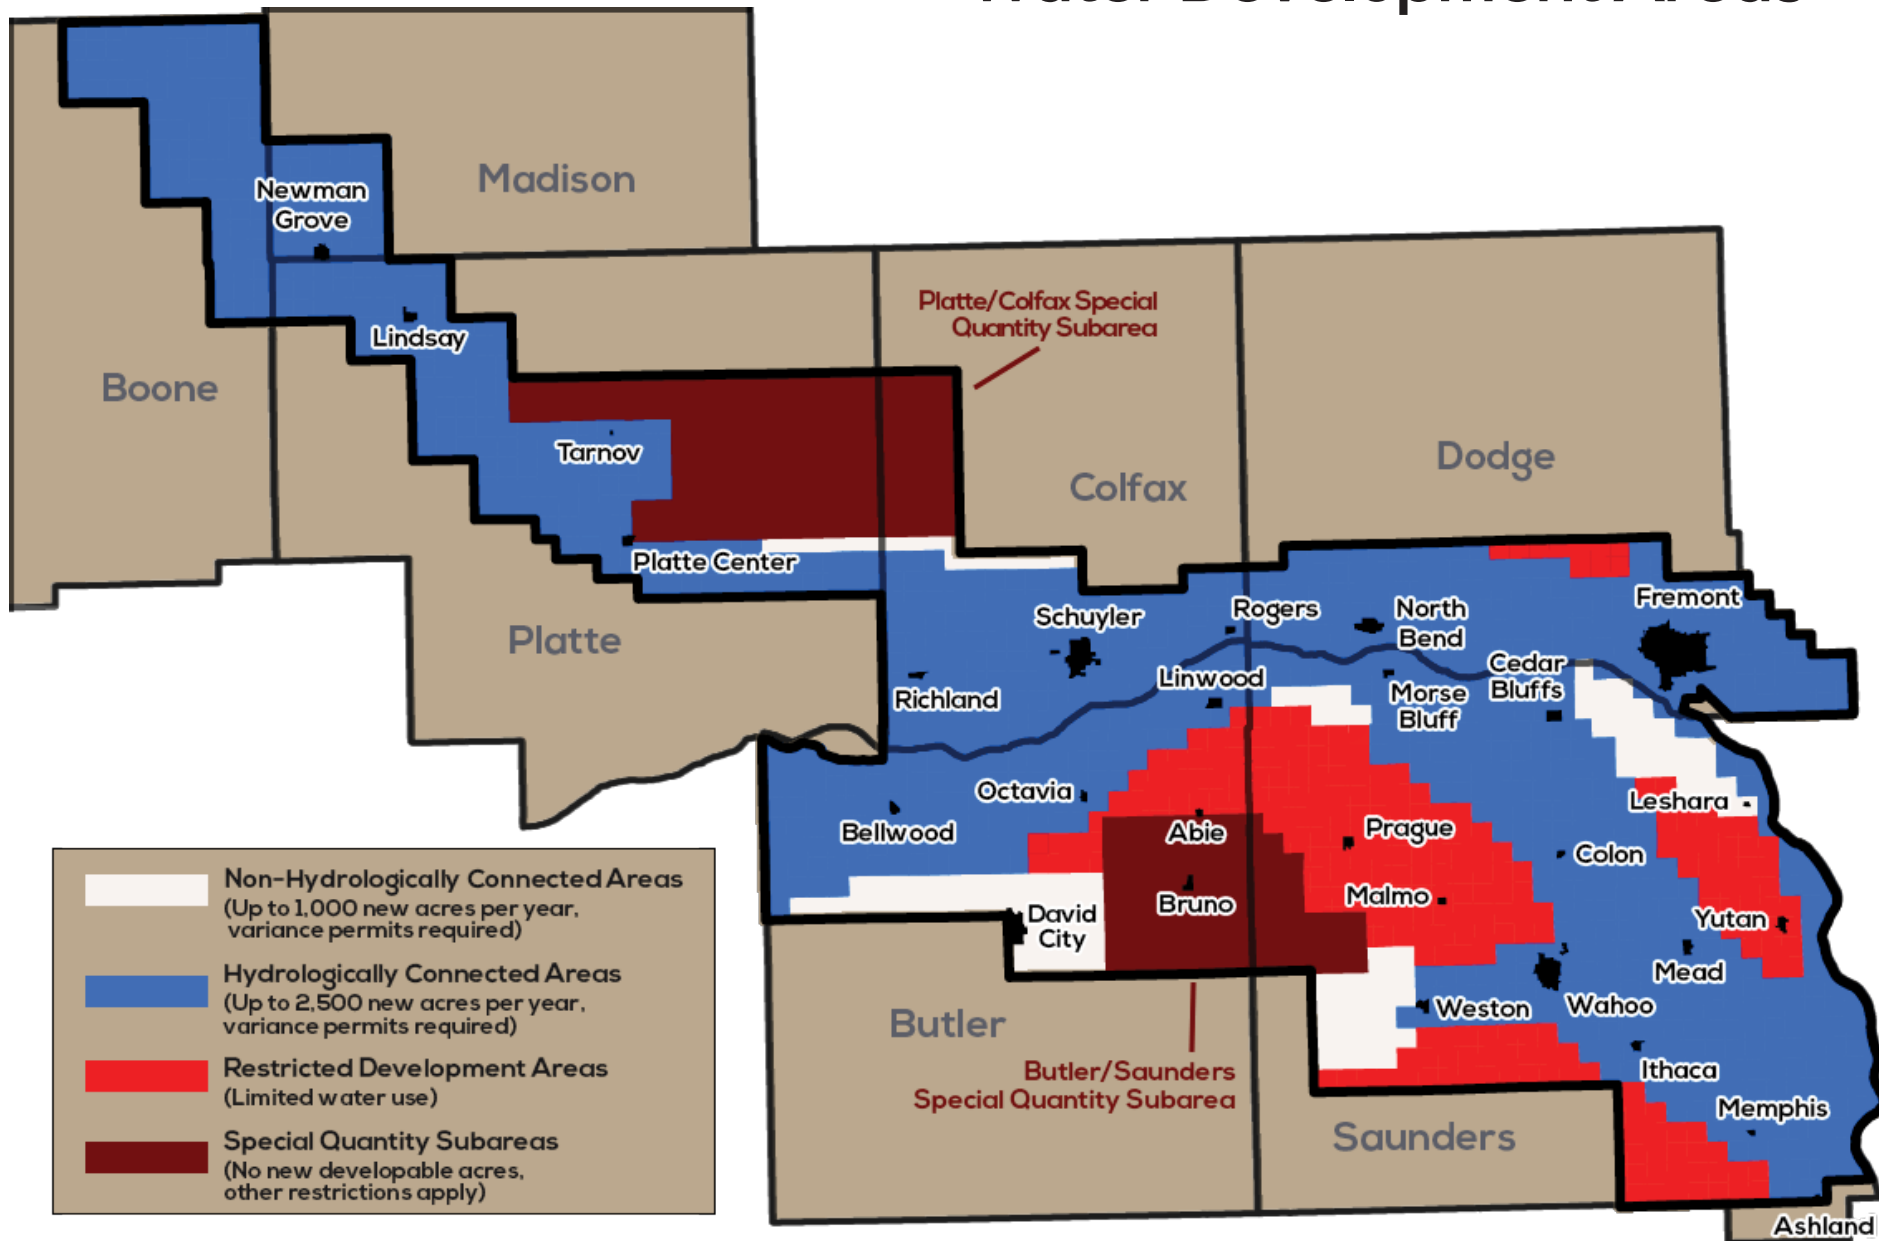 Water Development Areas
Madison
Newman
Grove
Platte/Colfax Special
Quantity Subarea
Lindsay
Boone
Tarnov
Dodge
Colfax
Platte Center
Fremont
Schuyler
Rogers
North
Bend
Platte
Linwood
Cedar
Bluffs
Richland
Morse
Bluff
Octavia
Leshara
Bellwood
Abie
Prague
Colon
Non-Hydrologically Connected Areas
(Up to 1,000 new acres per year,
variance permits required)
Malmo
Bruno
David
City
Yutan
Hydrologically Connected Areas
(Up to 2,500 new acres per year,
variance permits required)
Mead
Weston
Wahoo
Butler
Restricted Development Areas
(Limited water use)
Butler/Saunders
Special Quantity Subarea
Ithaca
Memphis
Saunders
Special Quantity Subareas
(No new developable acres,
other restrictions apply)
Ashland